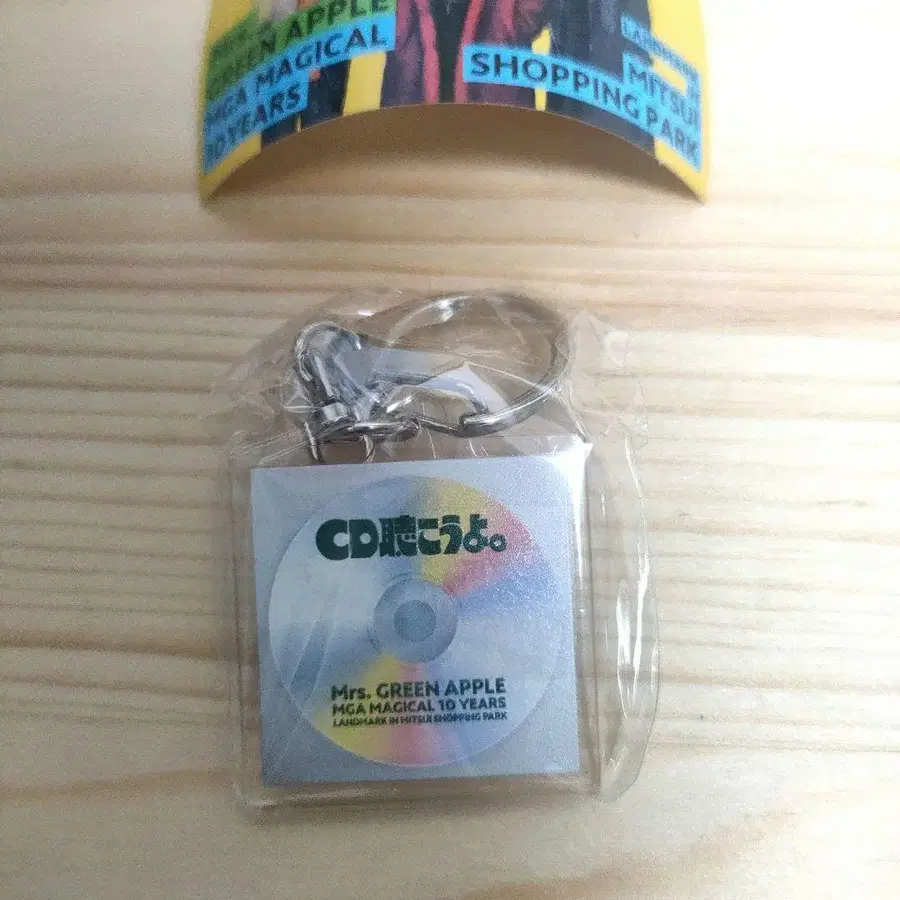 GREEN APPLE
MGA MAGICAL
10 YEARS
LANDMARK
MITSUI
SHOPPING PARK
CD聴こうよ。
Mrs. GREEN APPLE
MGA MAGICAL 10 YEARS
LANDMARK IN MITSUI SHOPPING PARK